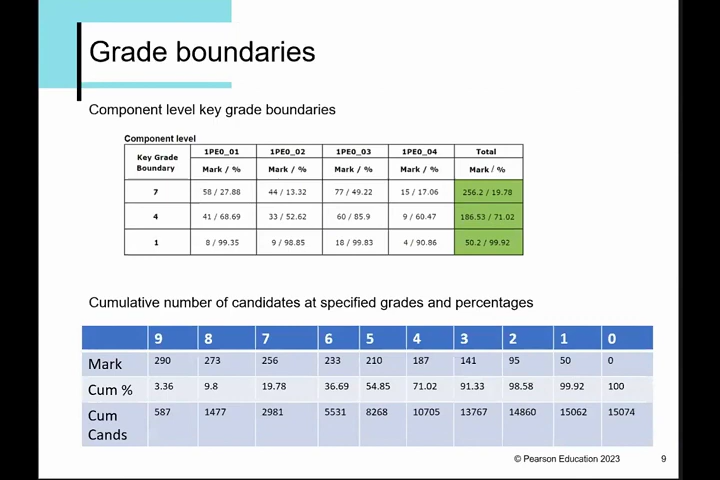 Grade boundaries
Component level key grade boundaries
Component level
Key Grade Boundary 1PE0_01 1PE0_02 1PE0_03 1PE0_04 Total
Mark / % Mark / % Mark / % Mark / % Mark / %
7 58 / 27.88 44 / 13.32 77 / 49.22 15 / 17.06 256.2 / 19.78
4 41 / 68.69 33 / 52.62 60 / 85.9 9 / 60.47 186.53 / 71.02
1 8 / 99.35 9 / 98.85 18 / 99.83 4 / 90.86 50.2 / 99.92
Cumulative number of candidates at specified grades and percentages
9 8 7 6 5 4 3 2 1 0
Mark 290 273 256 233 210 187 141 95 50 0
Cum % 3.36 9.8 19.78 36.69 54.85 71.02 91.33 98.58 99.92 100
Cum Cands 587 1477 2981 5531 8268 10705 13767 14860 15062 15074
© Pearson Education 2023 9